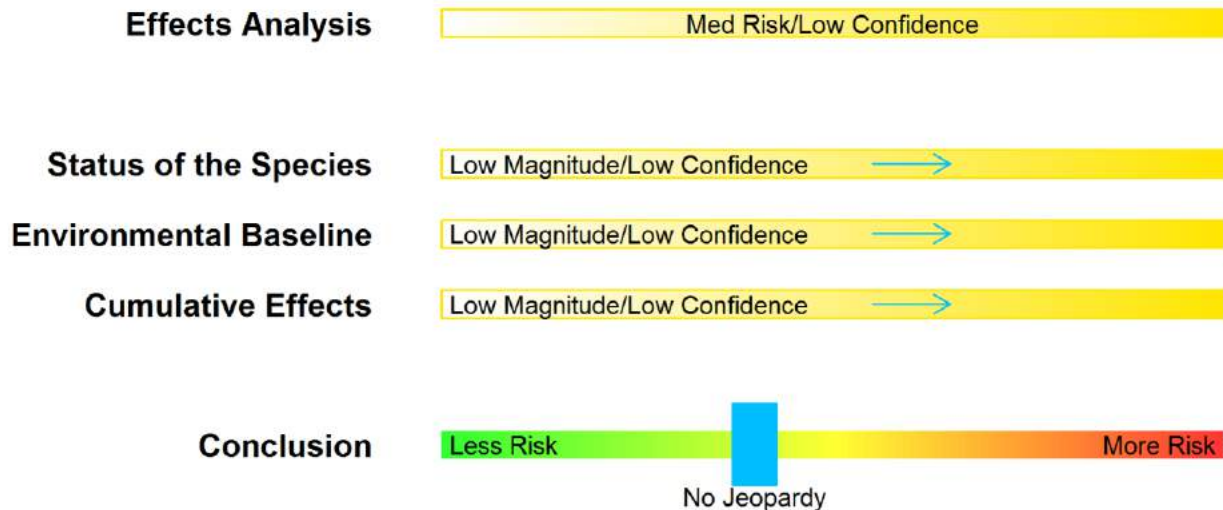 Effects Analysis
Med Risk/Low Confidence
Status of the Species
Low Magnitude/Low Confidence
Environmental Baseline
Low Magnitude/Low Confidence
Cumulative Effects
Low Magnitude/Low Confidence
Conclusion
Less Risk
More Risk
No Jeopardy